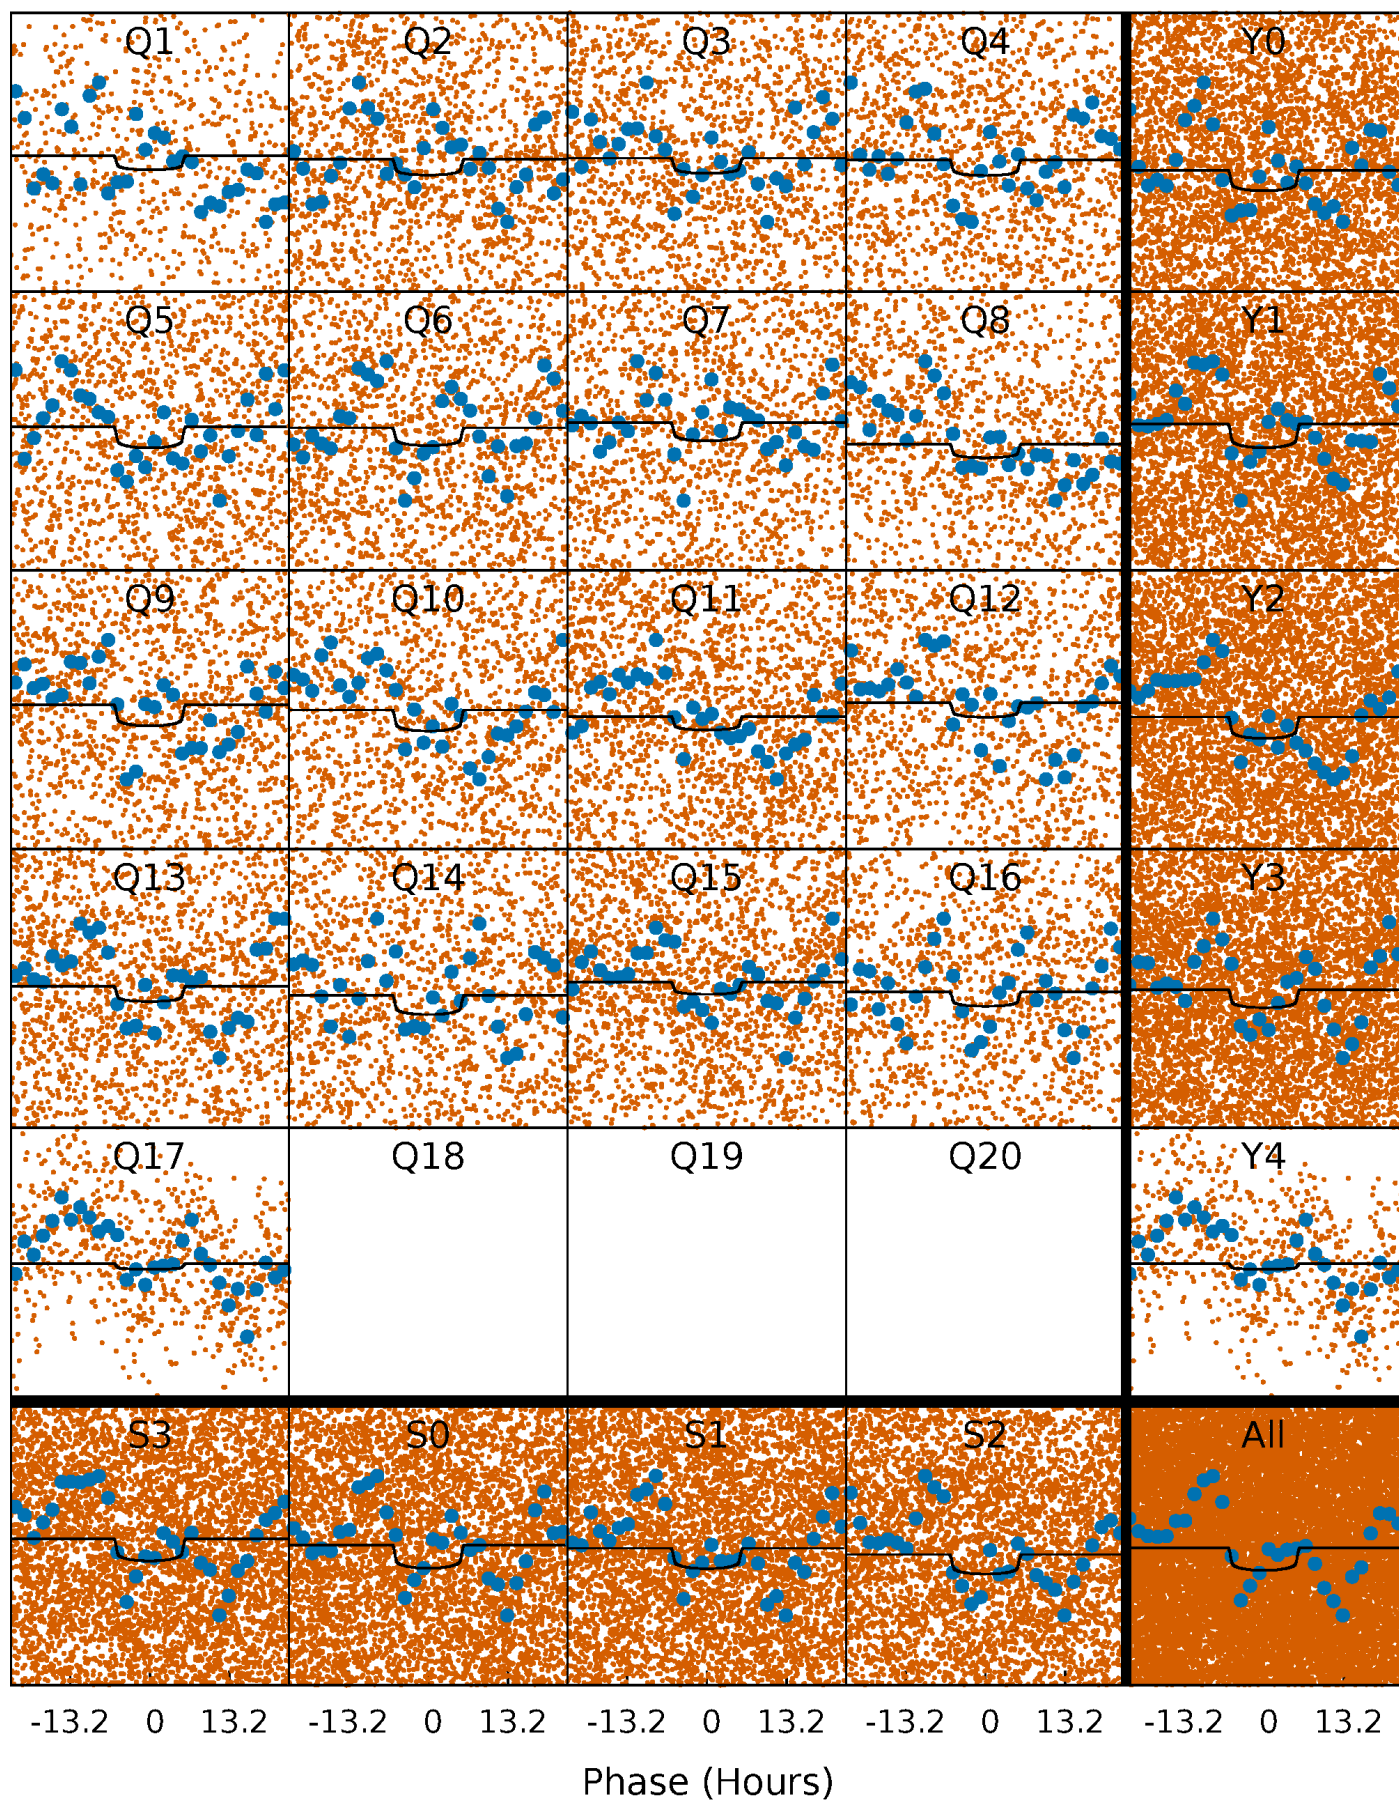 Q1 Q2 Q3 Q4 Y0
Q5 Q6 Q7 Q8 Y1
Q9 Q10 Q11 Q12 Y2
Q13 Q14 Q15 Q16 Y3
Q17 Q18 Q19 Q20 Y4
S3 S0 S1 S2 All
-13.2 0 13.2 -13.2 0 13.2 -13.2 0 13.2 -13.2 0 13.2 -13.2 0 13.2
Phase (Hours)